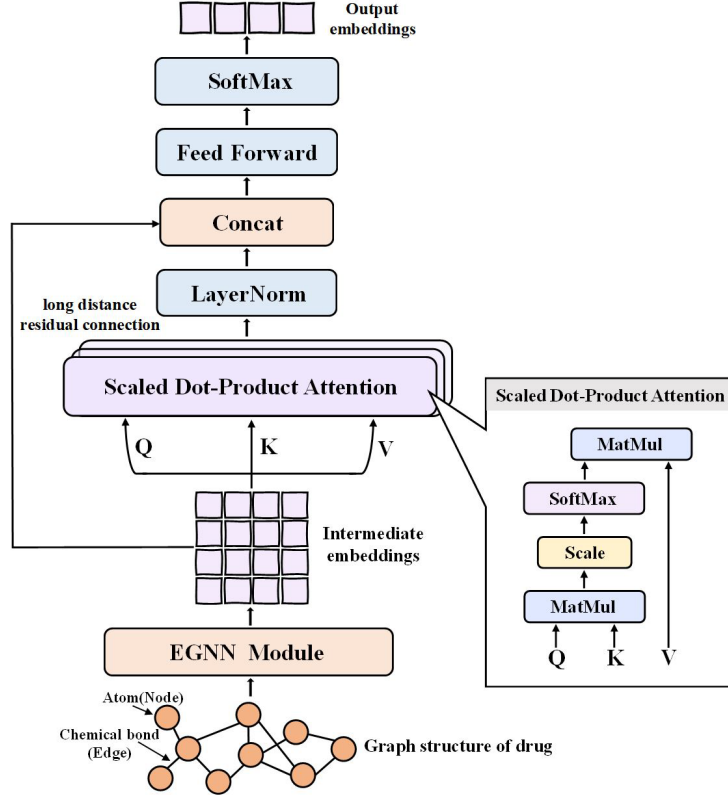 Output
embeddings
SoftMax
Feed Forward
Concat
LayerNorm
long distance
residual connection
Scaled Dot-Product Attention
Q
K
V
Intermediate
embeddings
EGNN Module
Atom(Node)
Chemical bond
(Edge)
Graph structure of drug
Scaled Dot-Product Attention
MatMul
SoftMax
Scale
MatMul
Q
K
V